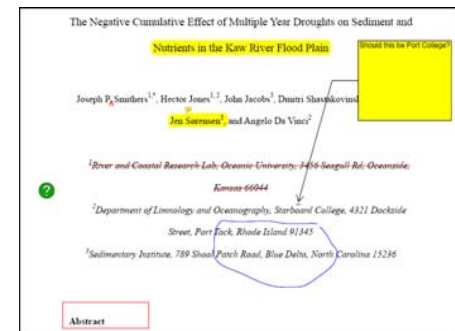 The Negative Cumulative Effect of Multiple Year Droughts on Sediment and
Nutrients in the Kaw River Flood Plain
Should this be Port College?
Joseph P. Smithers1,*, Hector Jones1,2, John Jacobs3, Dmitri
Jen Sørensen3, and Angelo Da Vinci2
1River and Coastal Research Lab, Oceanic University, 3456 Seagull Rd, Oceanside,
Kansas 66044
?
2Department of Limnology and Oceanography, Starboard College, 4321 Dockside
Street, Port Tack, Rhode Island 91345
3Sedimentary Institute, 789 Shoal Patch Road, Blue Delta, North Carolina 15236
Abstract